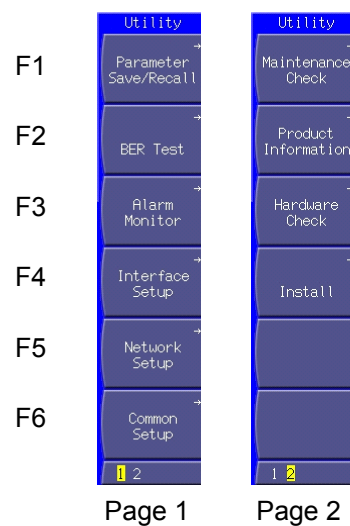 Utility
Utility
F1
→
Parameter
Save/Recall
→
Maintenance
Check
F2
→
BER Test
→
Product
Information
F3
→
Alarm
Monitor
→
Hardware
Check
F4
→
Interface
Setup
→
Install
F5
→
Network
Setup
F6
→
Common
Setup
1 2
1 2
Page 1
Page 2